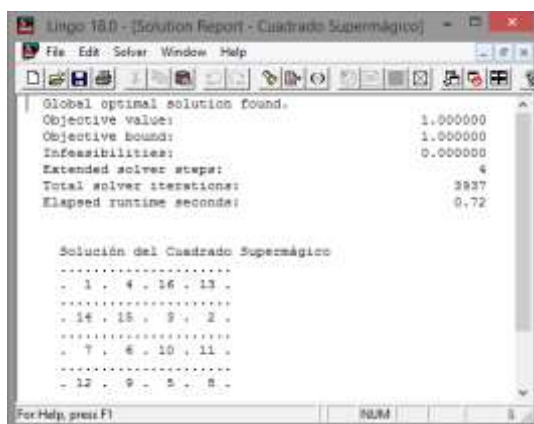 Lingo 18.0 - [Solution Report - Cuadrado Supermágico]
File Edit Solver Window Help
Global optimal solution found.
Objective value: 1.000000
Objective bound: 1.000000
Infeasibilities: 0.000000
Extended solver steps: 4
Total solver iterations: 3937
Elapsed runtime seconds: 0.72
Solución del Cuadrado Supermágico
.......................
. 1 . 4 . 16 . 13 .
.......................
. 14 . 15 . 3 . 2 .
.......................
. 7 . 6 . 10 . 11 .
.......................
. 12 . 9 . 5 . 8 .
For Help, press F1 NUM